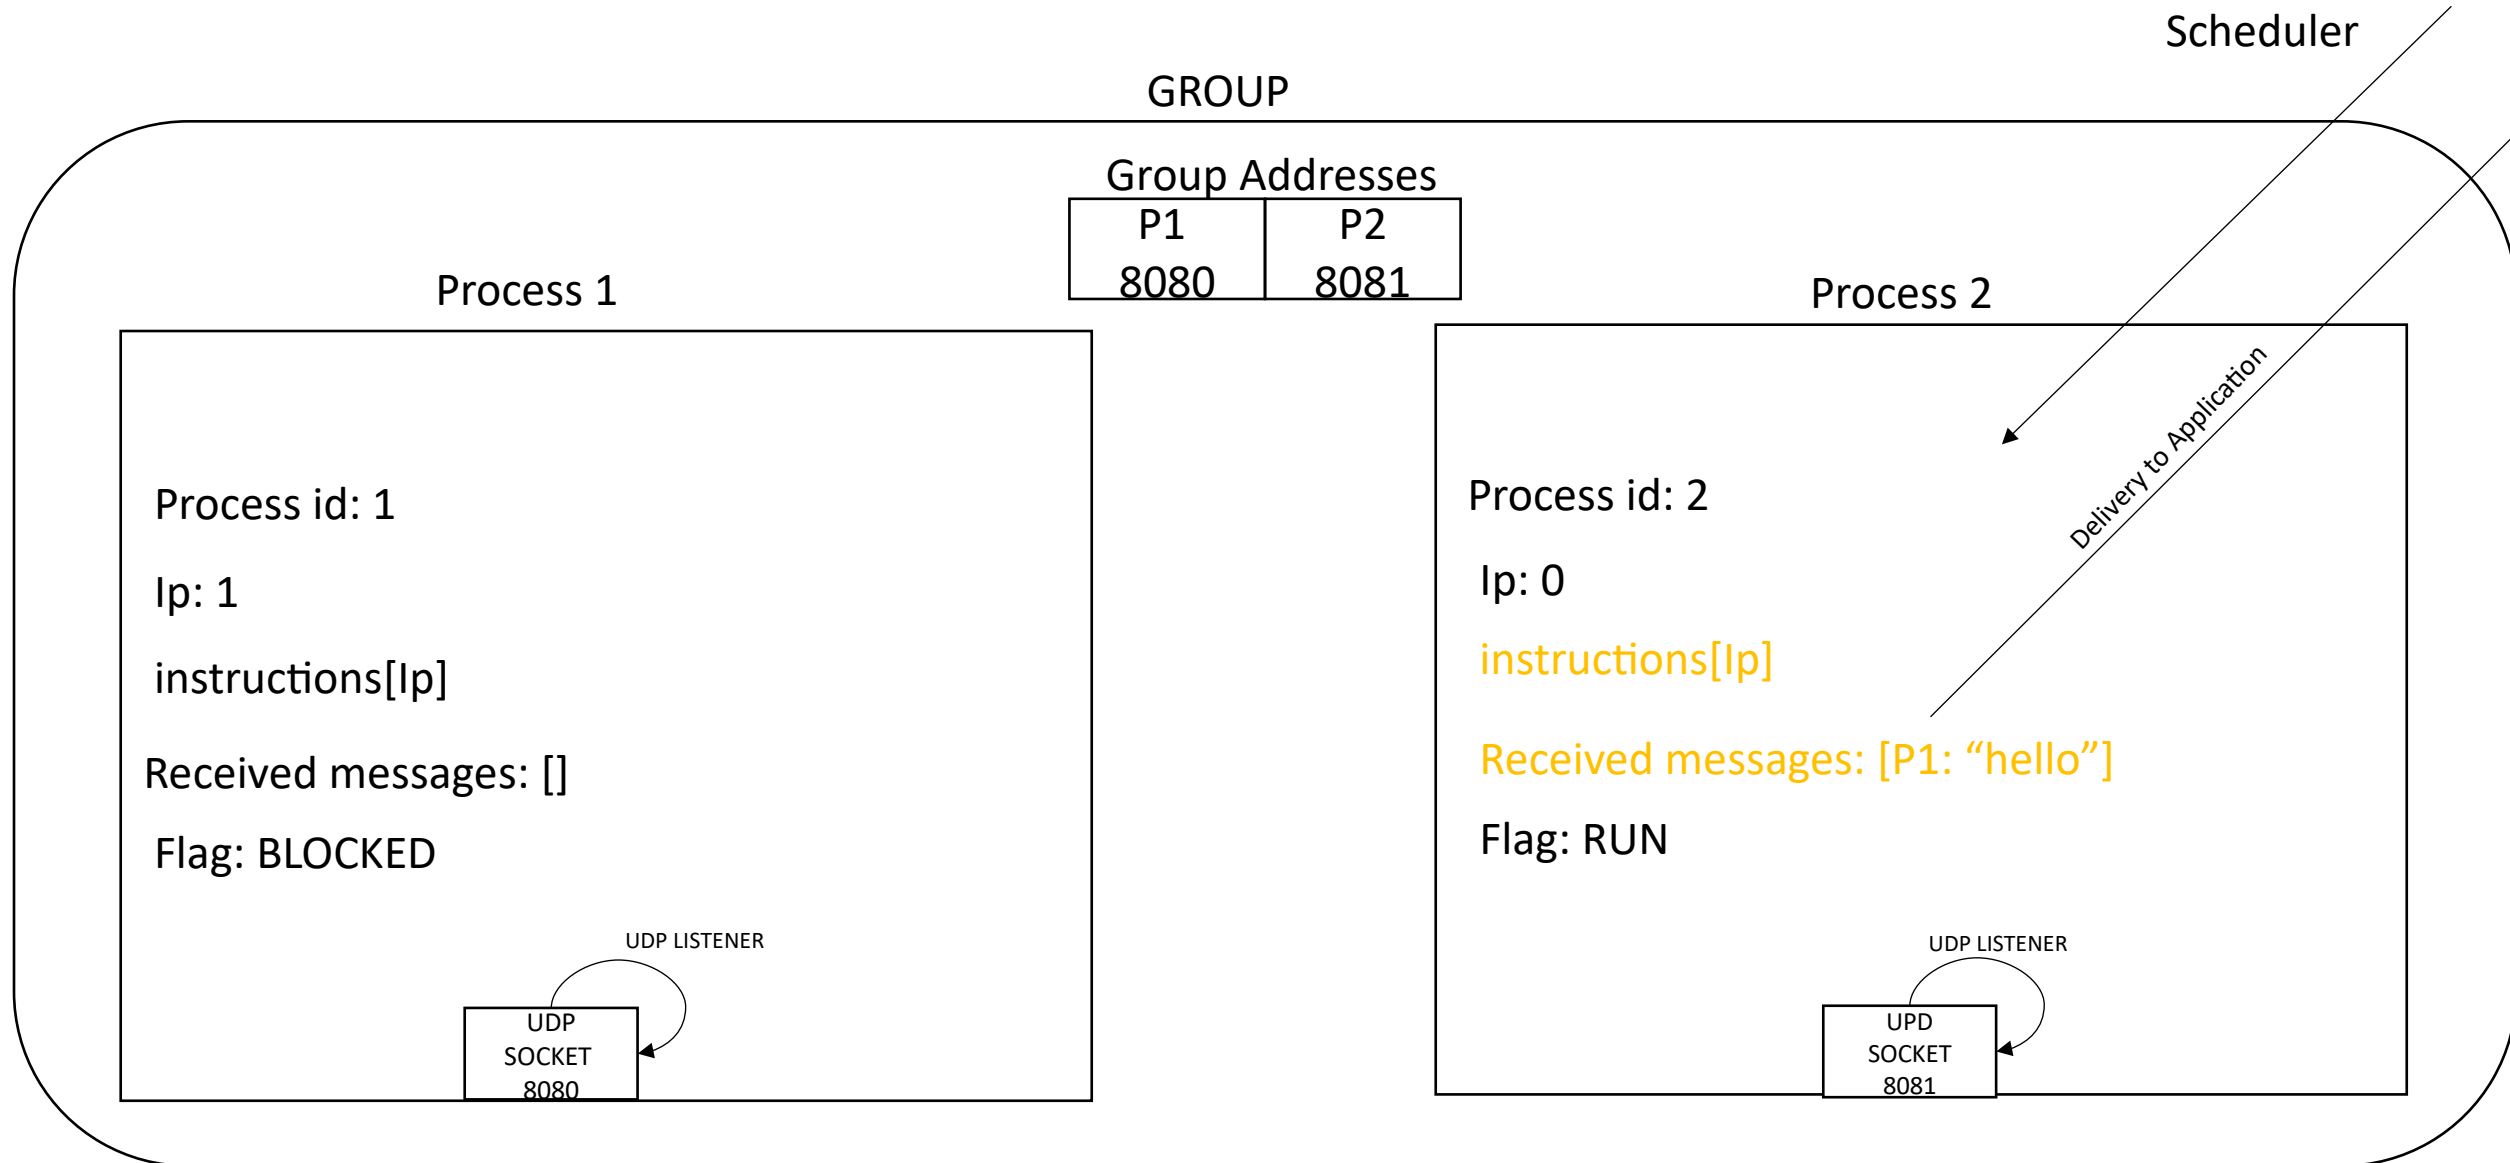 Scheduler
GROUP
Group Addresses
P1
8080
P2
8081
Process 1
Process id: 1
Ip: 1
instructions[Ip]
Received messages: []
Flag: BLOCKED
UDP LISTENER
UDP
SOCKET
8080
Process 2
Delivery to Application
Process id: 2
Ip: 0
instructions[Ip]
Received messages: [P1: “hello”]
Flag: RUN
UDP LISTENER
UPD
SOCKET
8081